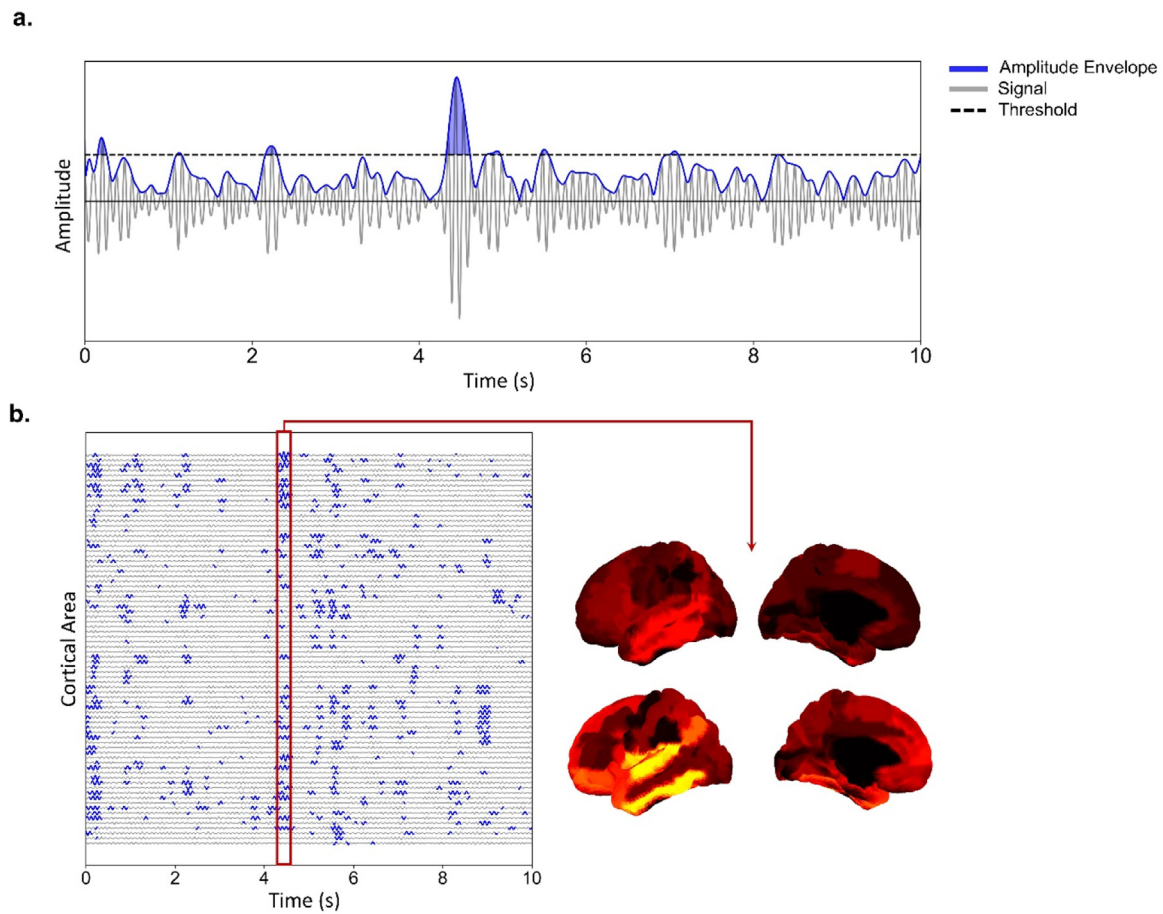 a.
Amplitude Envelope
Signal
Threshold
Amplitude
0 2 4 6 8 10
Time (s)
b.
Cortical Area
0 2 4 6 8 10
Time (s)